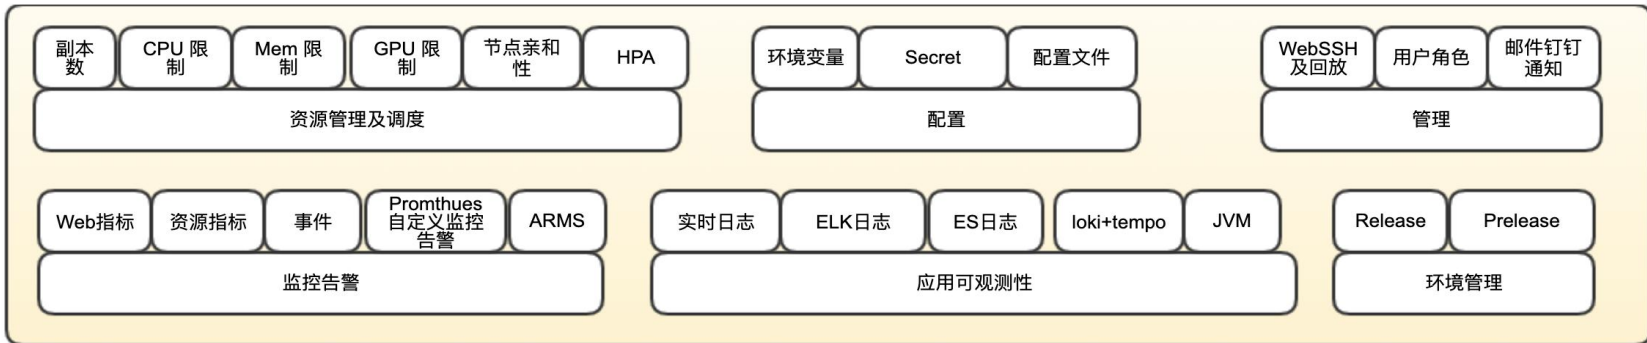 副本
数
CPU 限
制
Mem 限
制
GPU 限
制
节点亲和
性
HPA
资源管理及调度
环境变量
Secret
配置文件
配置
WebSSH
及回放
用户角色
邮件钉钉
通知
管理
Web指标
资源指标
事件
Promthues
自定义监控
告警
ARMS
监控告警
实时日志
ELK日志
ES日志
loki+tempo
JVM
应用可观测性
Release
Prelease
环境管理